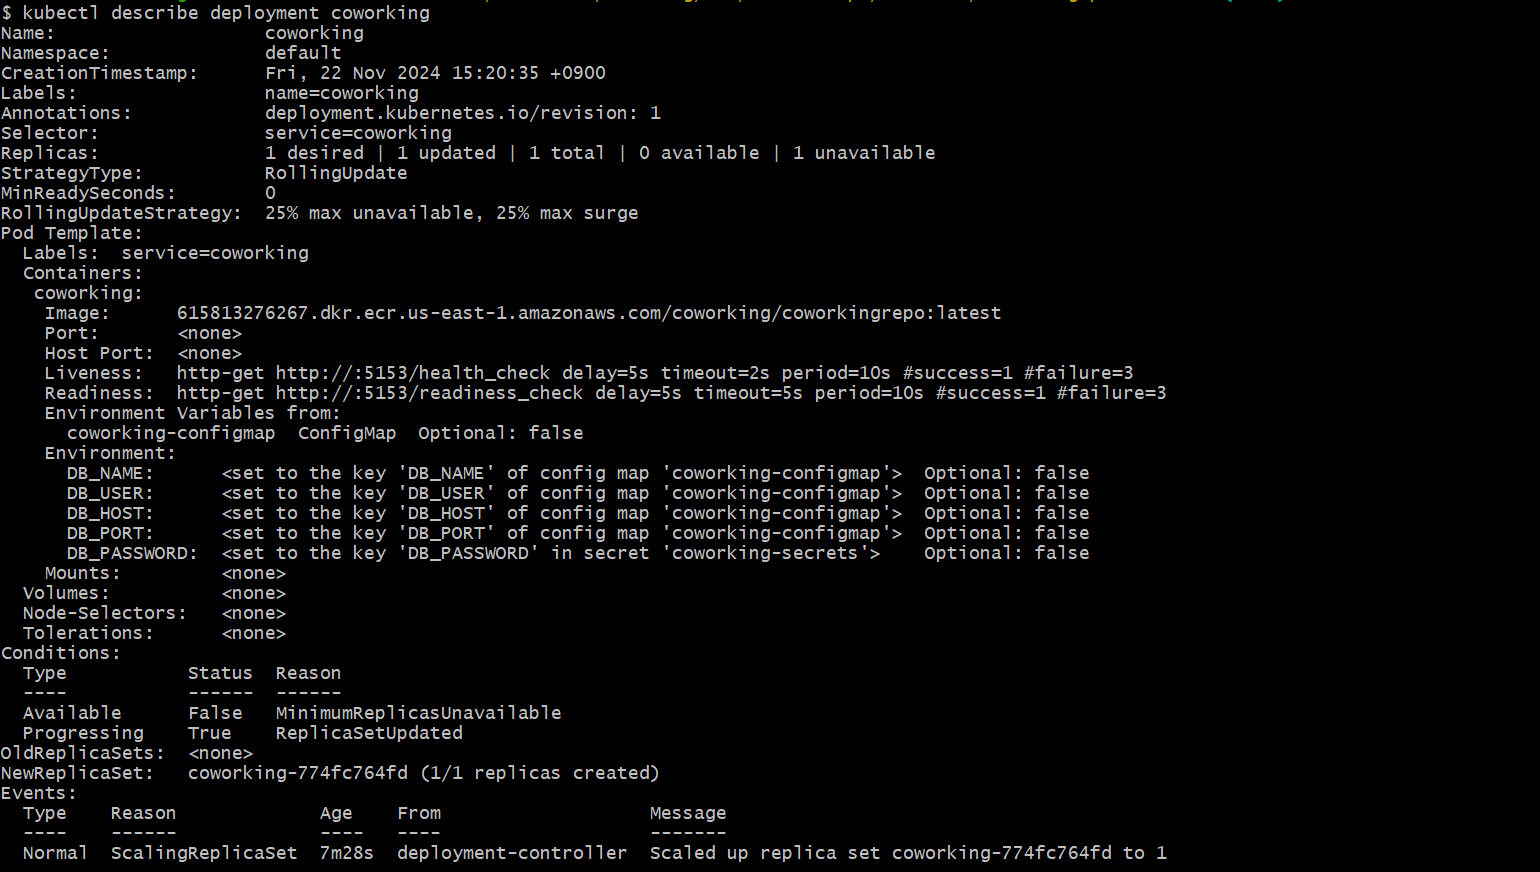 $ kubectl describe deployment coworking
Name:                   coworking
Namespace:              default
CreationTimestamp:      Fri, 22 Nov 2024 15:20:35 +0900
Labels:                 name=coworking
Annotations:            deployment.kubernetes.io/revision: 1
Selector:               service=coworking
Replicas:               1 desired | 1 updated | 1 total | 0 available | 1 unavailable
StrategyType:           RollingUpdate
MinReadySeconds:        0
RollingUpdateStrategy:  25% max unavailable, 25% max surge
Pod Template:
  Labels:  service=coworking
  Containers:
   coworking:
    Image:      615813276267.dkr.ecr.us-east-1.amazonaws.com/coworking/coworkingrepo:latest
    Port:       <none>
    Host Port:  <none>
    Liveness:   http-get http://:5153/health_check delay=5s timeout=2s period=10s #success=1 #failure=3
    Readiness:  http-get http://:5153/readiness_check delay=5s timeout=5s period=10s #success=1 #failure=3
    Environment Variables from:
      coworking-configmap  ConfigMap  Optional: false
    Environment:
      DB_NAME:      <set to the key 'DB_NAME' of config map 'coworking-configmap'>  Optional: false
      DB_USER:      <set to the key 'DB_USER' of config map 'coworking-configmap'>  Optional: false
      DB_HOST:      <set to the key 'DB_HOST' of config map 'coworking-configmap'>  Optional: false
      DB_PORT:      <set to the key 'DB_PORT' of config map 'coworking-configmap'>  Optional: false
      DB_PASSWORD:  <set to the key 'DB_PASSWORD' in secret 'coworking-secrets'>    Optional: false
    Mounts:         <none>
  Volumes:          <none>
  Node-Selectors:   <none>
  Tolerations:      <none>
Conditions:
  Type           Status  Reason
  ----           ------  ------
  Available      False   MinimumReplicasUnavailable
  Progressing    True    ReplicaSetUpdated
OldReplicaSets:  <none>
NewReplicaSet:   coworking-774fc764fd (1/1 replicas created)
Events:
  Type    Reason             Age    From                   Message
  ----    ------             ----   ----                   -------
  Normal  ScalingReplicaSet  7m28s  deployment-controller  Scaled up replica set coworking-774fc764fd to 1